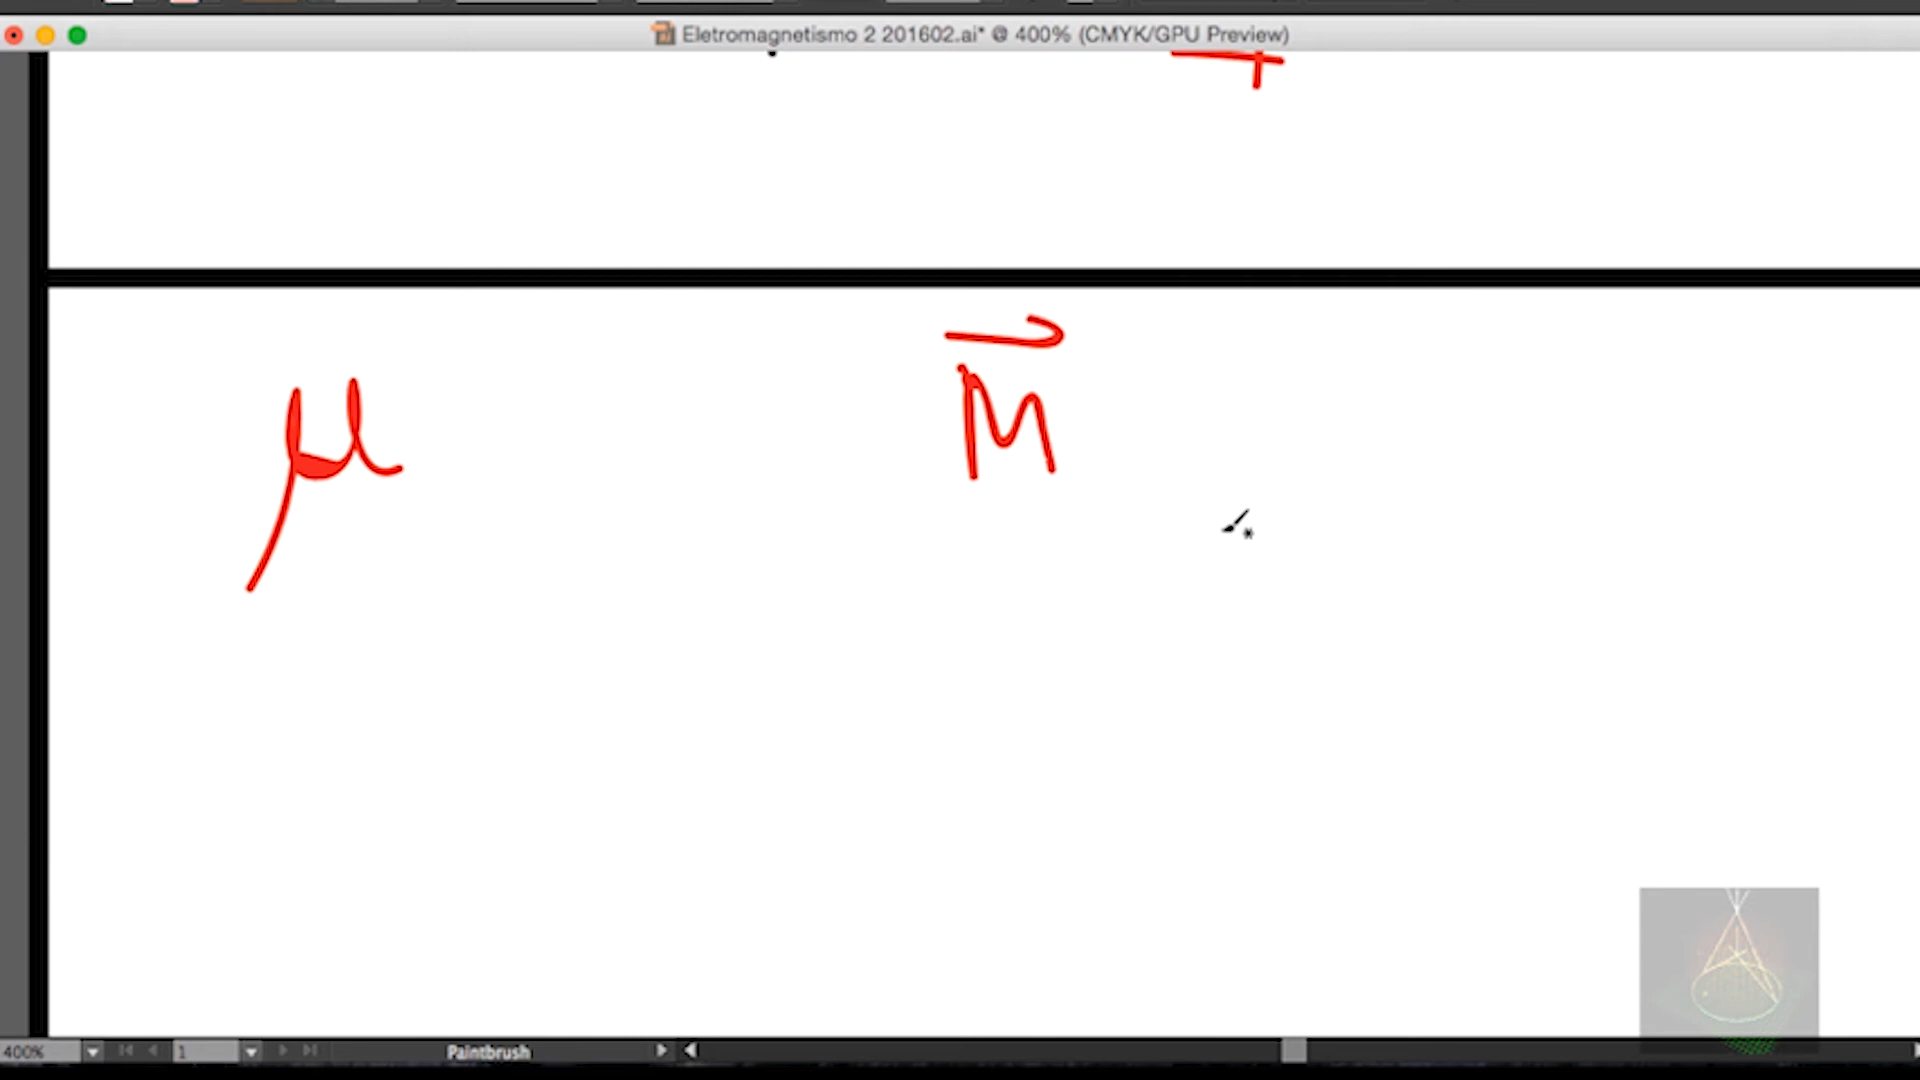 Eletromagnetismo 2 201602.ai* @ 400% (CMYK/GPU Preview)
μ
M⃗
400%
1
Paintbrush